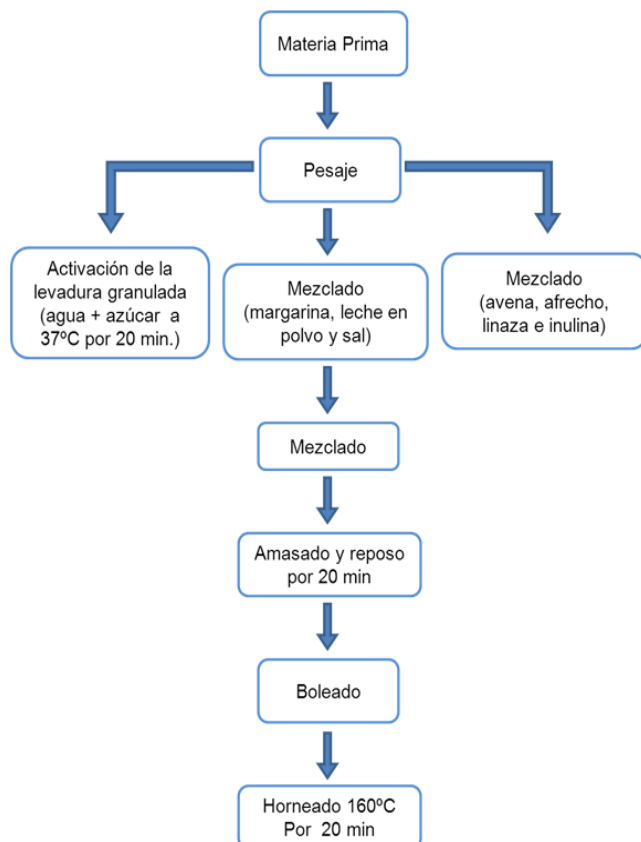 Materia Prima
Pesaje
Activación de la
levadura granulada
(agua + azúcar a
37ºC por 20 min.)
Mezclado
(margarina, leche en
polvo y sal)
Mezclado
(avena, afrecho,
linaza e inulina)
Mezclado
Amasado y reposo
por 20 min
Boleado
Horneado 160ºC
Por 20 min